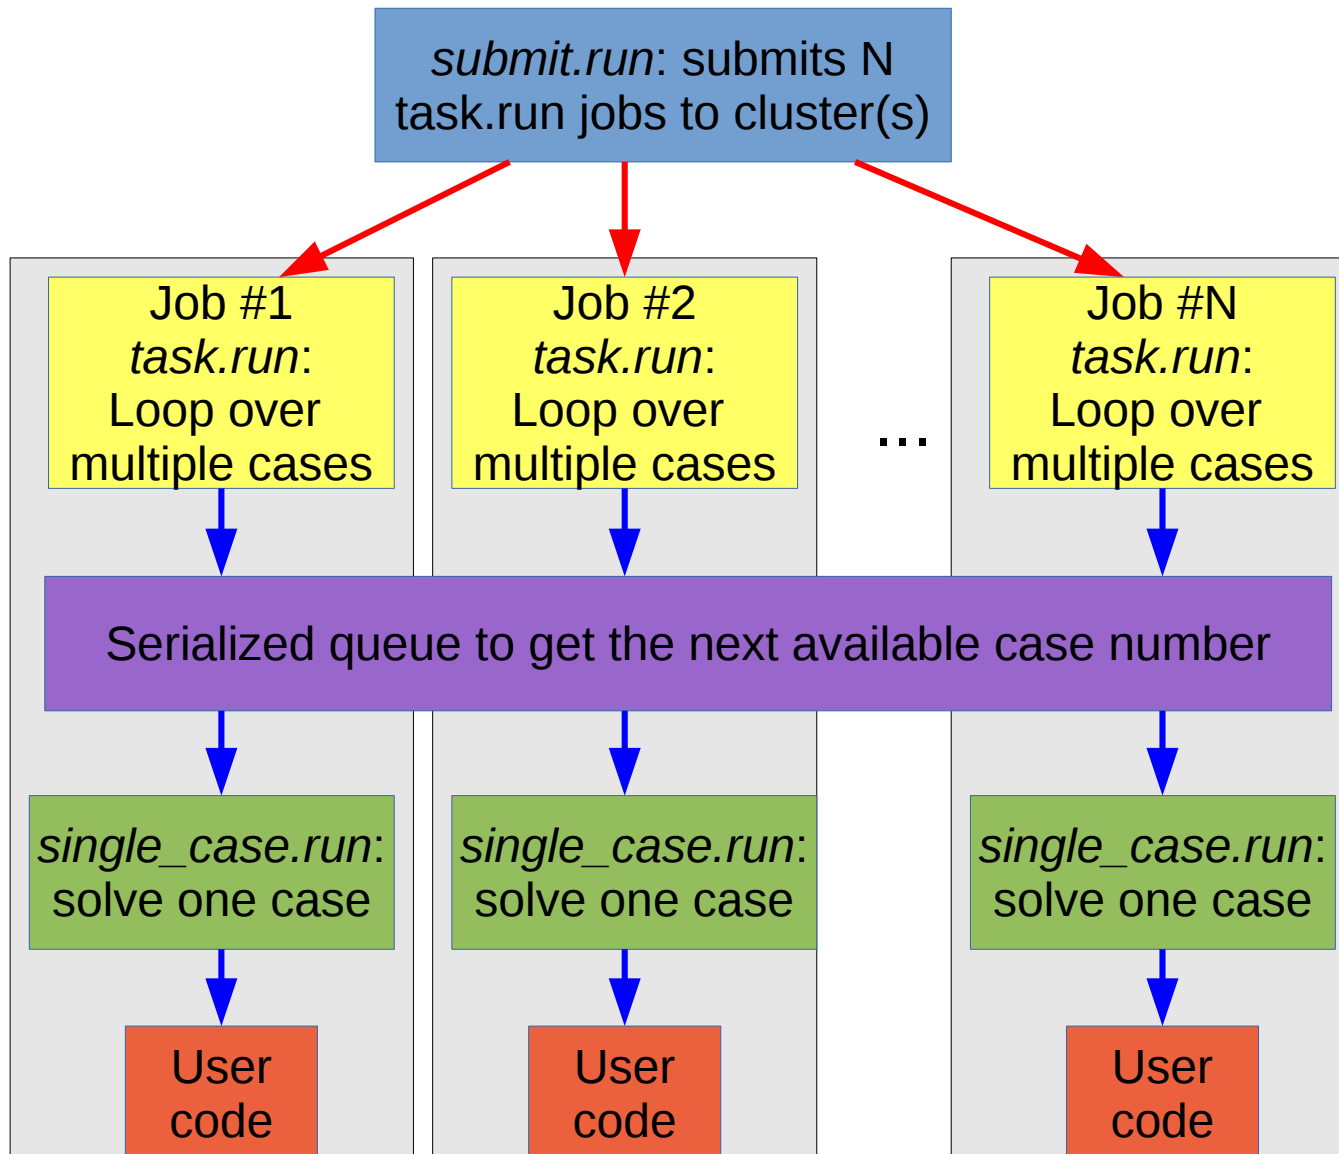 submit.run: submits N
task.run jobs to cluster(s)
Job #1
task.run:
Loop over
multiple cases
Job #2
task.run:
Loop over
multiple cases
...
Job #N
task.run:
Loop over
multiple cases
Serialized queue to get the next available case number
single_case.run:
solve one case
single_case.run:
solve one case
single_case.run:
solve one case
User
code
User
code
User
code